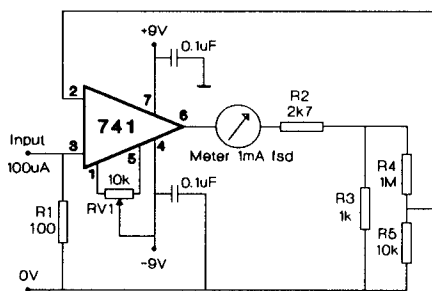 +9V
0.1uF
2
7
741
6
R2
2k7
Input
3
5
4
Meter 1mA fsd
100uA
1
10k
0.1uF
R4
1M
R1
100
RV1
R3
1k
R5
10k
0V
-9V